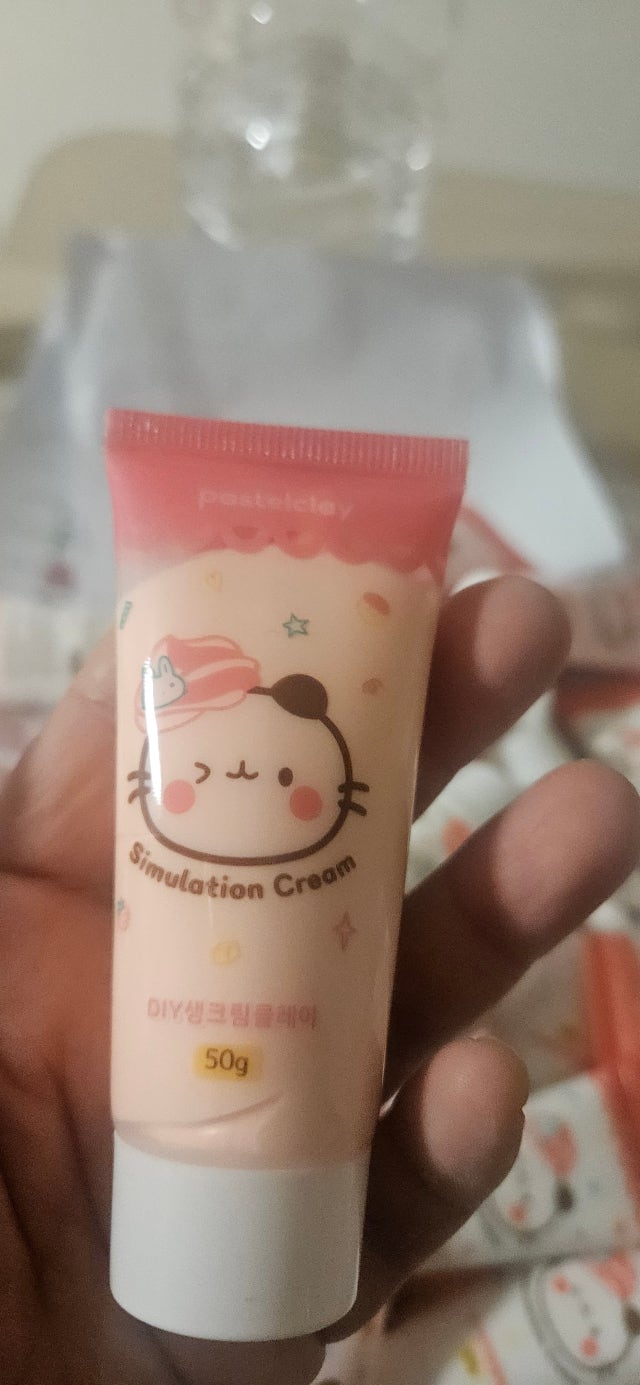 pastelclay
Simulation Cream
DIY생크림클레이
50g